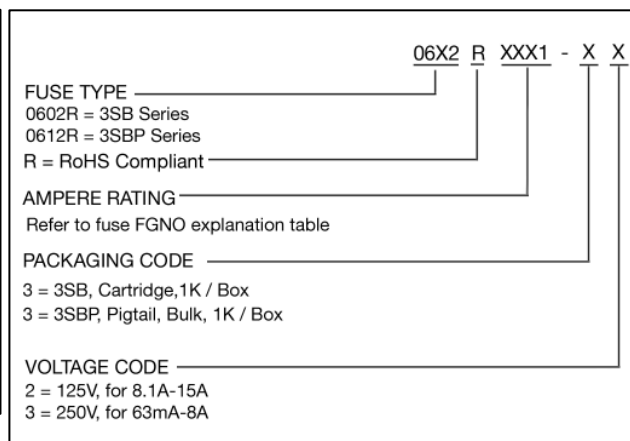 06X2 R XXX1 - X X
FUSE TYPE
0602R = 3SB Series
0612R = 3SBP Series
R = RoHS Compliant
AMPERE RATING
Refer to fuse FGNO explanation table
PACKAGING CODE
3 = 3SB, Cartridge,1K / Box
3 = 3SBP, Pigtail, Bulk, 1K / Box
VOLTAGE CODE
2 = 125V, for 8.1A-15A
3 = 250V, for 63mA-8A